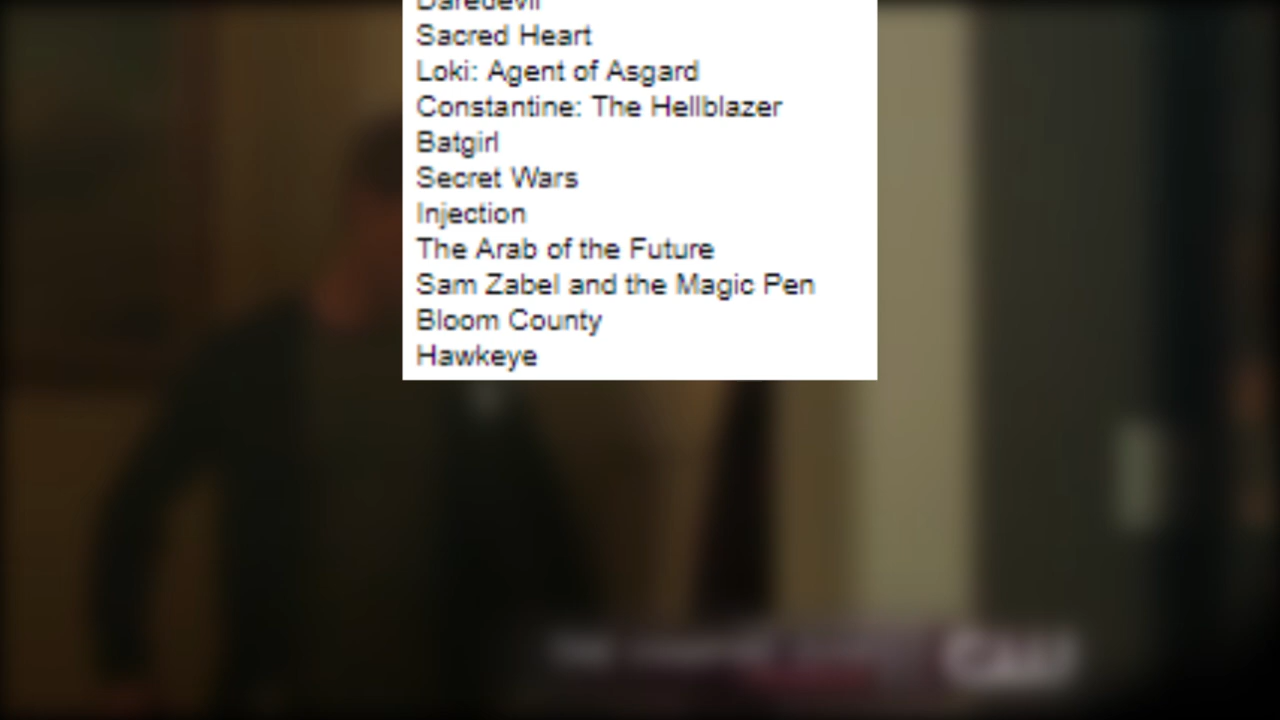 Daredevil
Sacred Heart
Loki: Agent of Asgard
Constantine: The Hellblazer
Batgirl
Secret Wars
Injection
The Arab of the Future
Sam Zabel and the Magic Pen
Bloom County
Hawkeye